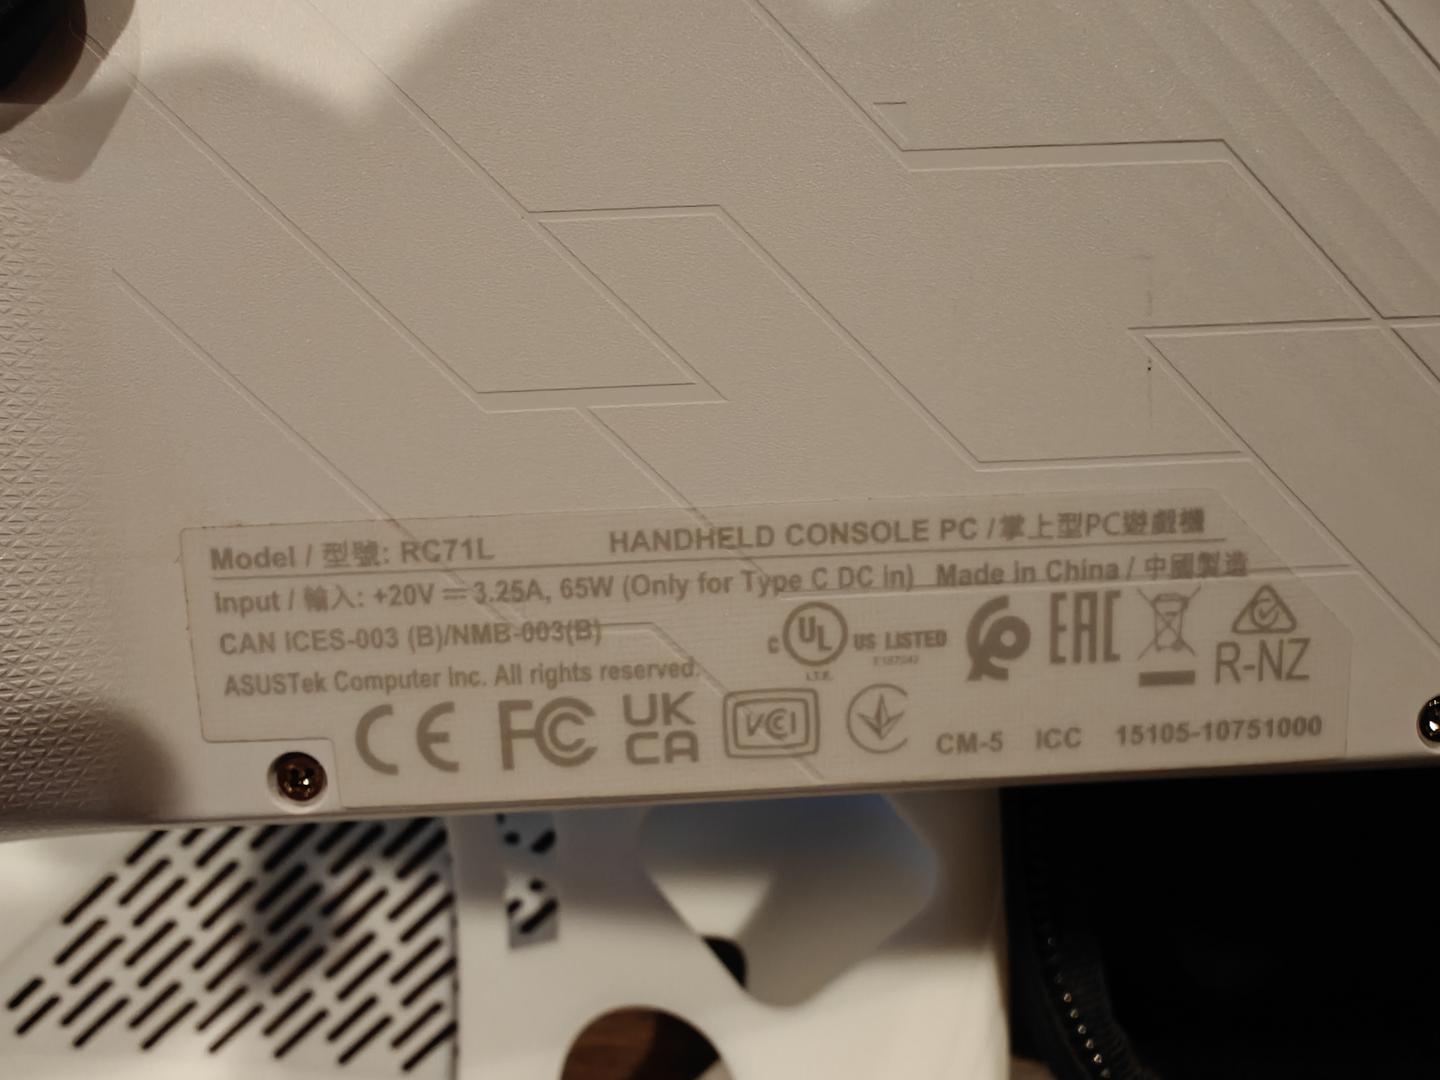 Model / 型號: RC71L HANDHELD CONSOLE PC /掌上型PC遊戲機
Input / 輸入: +20V ⎓ 3.25A, 65W (Only for Type C DC in) Made in China / 中國製造
CAN ICES-003 (B)/NMB-003(B)
c UL US LISTED EAC R-NZ
I.T.E. E187042
ASUSTek Computer Inc. All rights reserved.
CE FC UK CA VCCI CM-5 ICC 15105-10751000